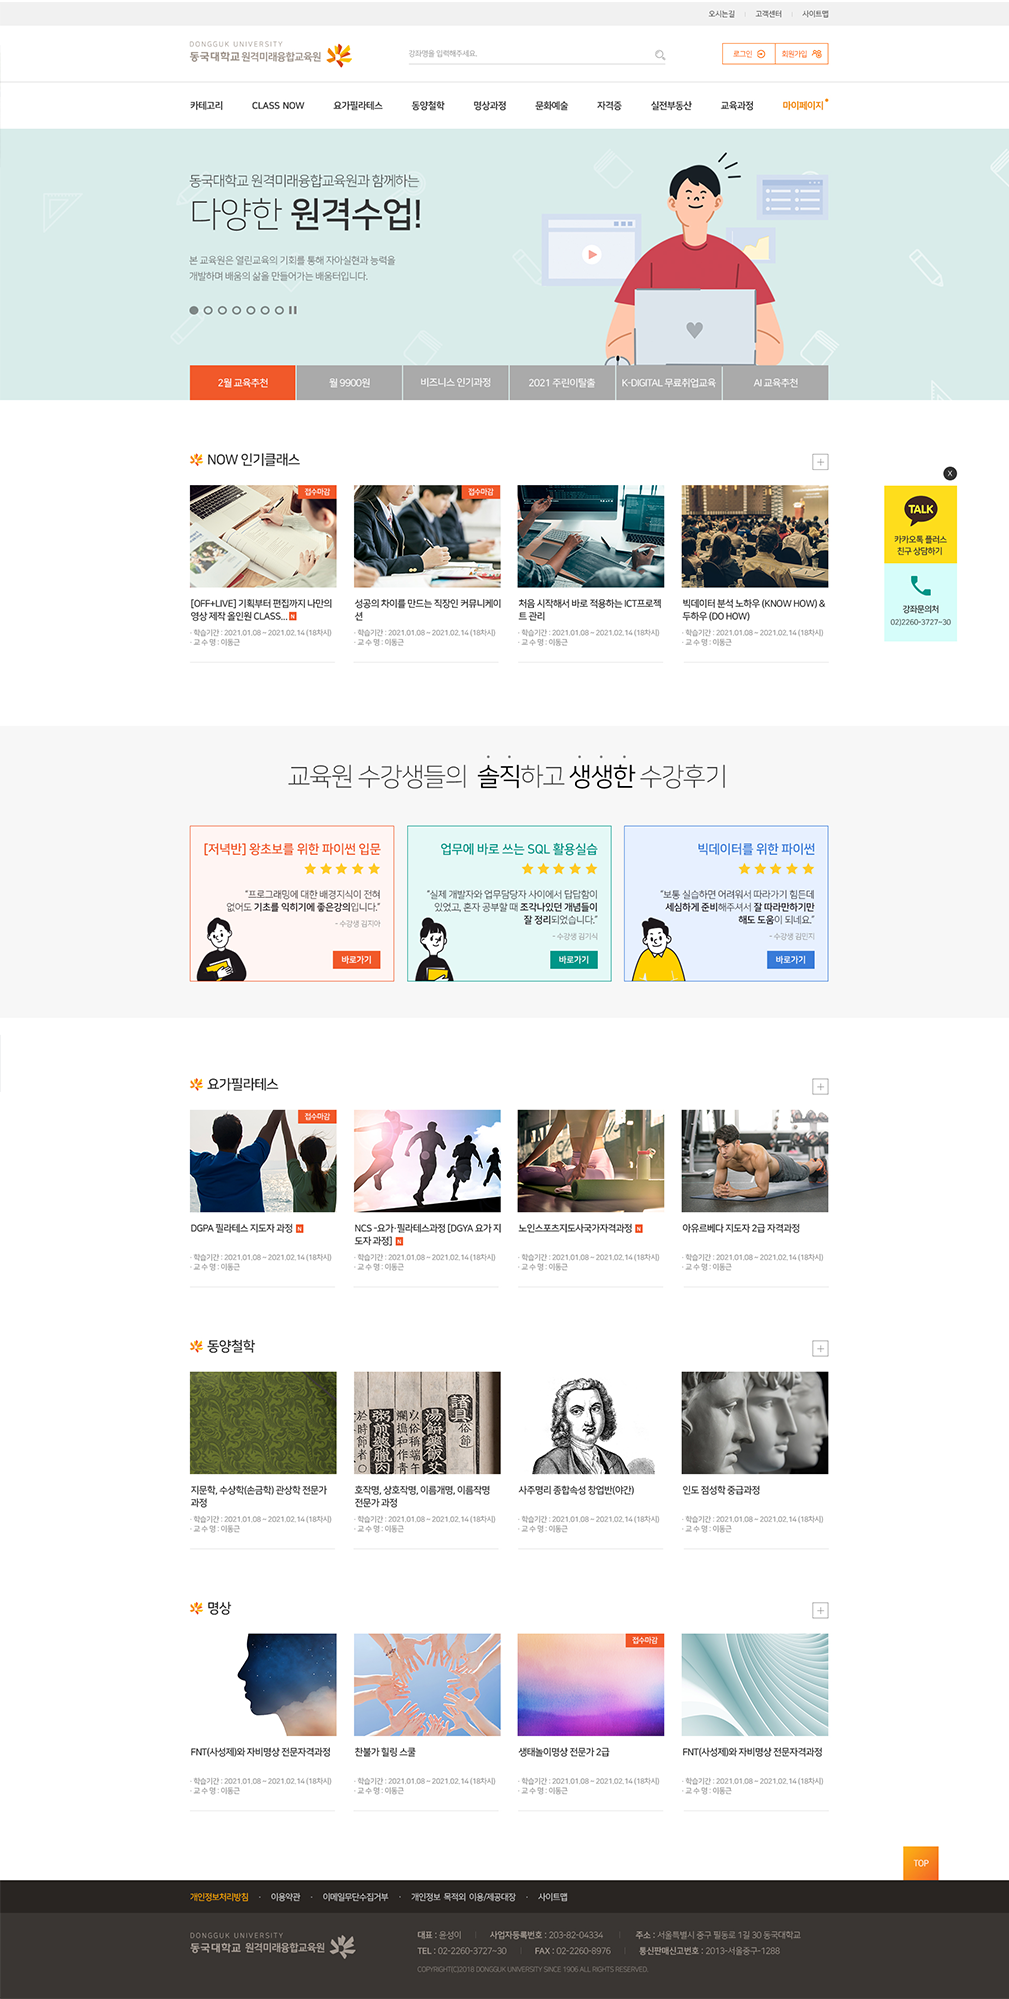 오시는길
고객센터
사이트맵
DONGGUK UNIVERSITY
동국대학교 원격미래융합교육원
강좌명을 입력해주세요.
로그인
회원가입
카테고리
CLASS NOW
요가필라테스
동양철학
명상과정
문화예술
자격증
실전부동산
교육과정
마이페이지
동국대학교 원격미래융합교육원과 함께하는
다양한 원격수업!
본 교육원은 열린교육의 기회를 통해 자아실현과 능력을
개발하며 배움의 삶을 만들어가는 배움터입니다.
2월 교육추천
월 9900원
비즈니스 인기과정
2021 주린이탈출
K-DIGITAL 무료취업교육
AI 교육추천
NOW 인기클래스
X
TALK
카카오톡 플러스
친구 상담하기
강좌문의처
02)2260-3727~30
접수마감
[OFF+LIVE] 기획부터 편집까지 나만의
영상 제작 올인원 CLASS... N
· 학습기간 : 2021.01.08 ~ 2021.02.14 (18차시)
· 교 수 명 : 이동근
접수마감
성공의 차이를 만드는 직장인 커뮤니케이
션
· 학습기간 : 2021.01.08 ~ 2021.02.14 (18차시)
· 교 수 명 : 이동근
처음 시작해서 바로 적용하는 ICT프로젝
트 관리
· 학습기간 : 2021.01.08 ~ 2021.02.14 (18차시)
· 교 수 명 : 이동근
빅데이터 분석 노하우 (KNOW HOW) &
두하우 (DO HOW)
· 학습기간 : 2021.01.08 ~ 2021.02.14 (18차시)
· 교 수 명 : 이동근
교육원 수강생들의 솔직하고 생생한 수강후기
[저녁반] 왕초보를 위한 파이썬 입문
"프로그래밍에 대한 배경지식이 전혀
없어도 기초를 익히기에 좋은강의입니다."
- 수강생 김지아
바로가기
업무에 바로 쓰는 SQL 활용실습
"실제 개발자와 업무담당자 사이에서 답답함이
있었고, 혼자 공부할 때 조각나있던 개념들이
잘 정리되었습니다."
- 수강생 김기식
바로가기
빅데이터를 위한 파이썬
"보통 실습하면 어려워서 따라가기 힘든데
세심하게 준비해주셔서 잘 따라만하기만
해도 도움이 되네요."
- 수강생 김민지
바로가기
요가필라테스
접수마감
DGPA 필라테스 지도자 과정 N
· 학습기간 : 2021.01.08 ~ 2021.02.14 (18차시)
· 교 수 명 : 이동근
NCS -요가·필라테스과정 [DGYA 요가 지
도자 과정] N
· 학습기간 : 2021.01.08 ~ 2021.02.14 (18차시)
· 교 수 명 : 이동근
노인스포츠지도사국가자격과정 N
· 학습기간 : 2021.01.08 ~ 2021.02.14 (18차시)
· 교 수 명 : 이동근
아유르베다 지도자 2급 자격과정
· 학습기간 : 2021.01.08 ~ 2021.02.14 (18차시)
· 교 수 명 : 이동근
동양철학
지문학, 수상학(손금학) 관상학 전문가
과정
· 학습기간 : 2021.01.08 ~ 2021.02.14 (18차시)
· 교 수 명 : 이동근
호작명, 상호작명, 이름개명, 이름작명
전문가 과정
· 학습기간 : 2021.01.08 ~ 2021.02.14 (18차시)
· 교 수 명 : 이동근
사주명리 종합속성 창업반(야간)
· 학습기간 : 2021.01.08 ~ 2021.02.14 (18차시)
· 교 수 명 : 이동근
인도 점성학 중급과정
· 학습기간 : 2021.01.08 ~ 2021.02.14 (18차시)
· 교 수 명 : 이동근
명상
FNT(사성제)와 자비명상 전문자격과정
· 학습기간 : 2021.01.08 ~ 2021.02.14 (18차시)
· 교 수 명 : 이동근
찬불가 힐링 스쿨
· 학습기간 : 2021.01.08 ~ 2021.02.14 (18차시)
· 교 수 명 : 이동근
접수마감
생태놀이명상 전문가 2급
· 학습기간 : 2021.01.08 ~ 2021.02.14 (18차시)
· 교 수 명 : 이동근
FNT(사성제)와 자비명상 전문자격과정
· 학습기간 : 2021.01.08 ~ 2021.02.14 (18차시)
· 교 수 명 : 이동근
TOP
개인정보처리방침 · 이용약관 · 이메일무단수집거부 · 개인정보 목적외 이용/제공대장 · 사이트맵
DONGGUK UNIVERSITY
동국대학교 원격미래융합교육원
대표 : 윤성이 | 사업자등록번호 : 203-82-04334 | 주소 : 서울특별시 중구 필동로 1길 30 동국대학교
TEL : 02-2260-3727~30 | FAX : 02-2260-8976 | 통신판매신고번호 : 2013-서울중구-1288
COPYRIGHT(C)2018 DONGGUK UNIVERSITY SINCE 1906 ALL RIGHTS RESERVED.